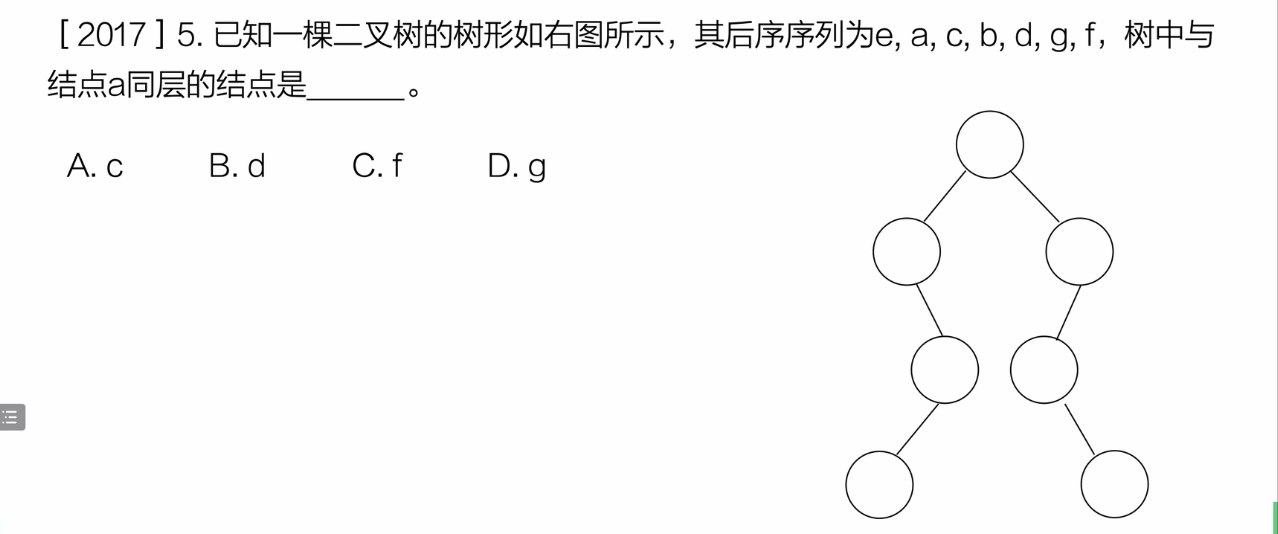 ［2017］5. 已知一棵二叉树的树形如右图所示，其后序序列为e, a, c, b, d, g, f，树中与
结点a同层的结点是______。
A. c B. d C. f D. g